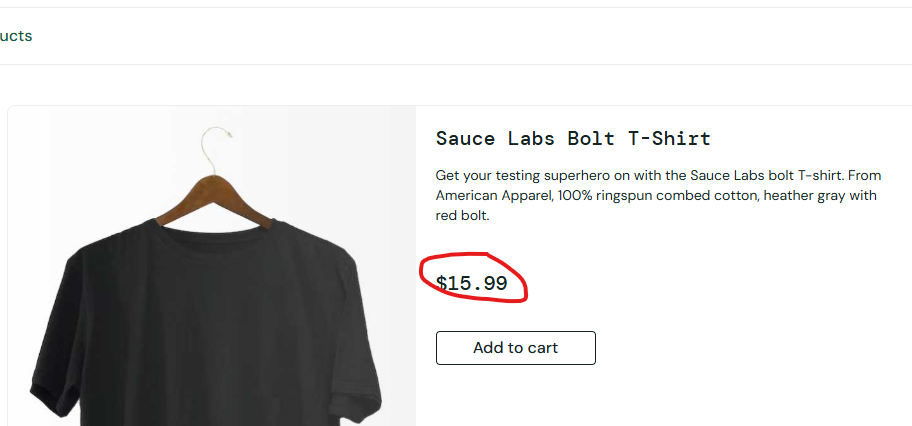 ucts
Sauce Labs Bolt T-Shirt
Get your testing superhero on with the Sauce Labs bolt T-shirt. From
American Apparel, 100% ringspun combed cotton, heather gray with
red bolt.
$15.99
Add to cart